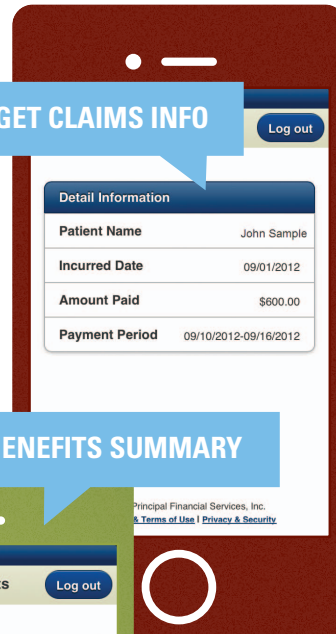 GET CLAIMS INFO
Log out
Detail Information
Patient Name John Sample
Incurred Date 09/01/2012
Amount Paid $600.00
Payment Period 09/10/2012-09/16/2012
ENEFITS SUMMARY
Principal Financial Services, Inc.
& Terms of Use | Privacy & Security
ts Log out